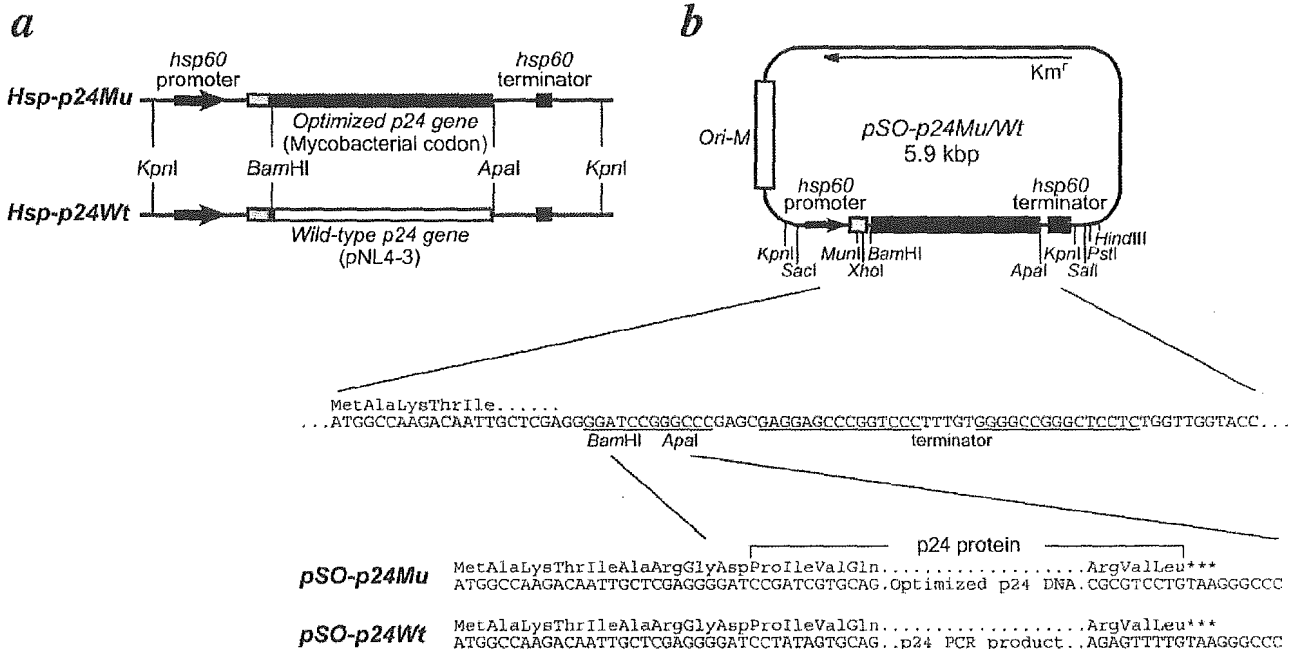 a
hsp60
promoter
hsp60
terminator
Hsp-p24Mu
Optimized p24 gene
(Mycobacterial codon)
KpnI
BamHI
ApaI
KpnI
Hsp-p24Wt
Wild-type p24 gene
(pNL4-3)
b
Km^r
Ori-M
pSO-p24Mu/Wt
5.9 kbp
hsp60
promoter
hsp60
terminator
KpnI
SacI
MunI
XhoI
BamHI
ApaI
KpnI
SalI
PstI
HindIII
MetAlaLysThrIle......
...ATGGCCAAGACAATTGCTCGAGGGGATCCGGGCCCGAGCGAGGAGCCCGGTCCCTTTGTGGGGCCGGGCTCCTCTGGTTGGTACC...
BamHI ApaI terminator
p24 protein
pSO-p24Mu
MetAlaLysThrIleAlaArgGlyAspProIleValGln...................ArgValLeu***
ATGGCCAAGACAATTGCTCGAGGGGATCCGATCGTGCAG.Optimized p24 DNA.CGCGTCCTGTAAGGGCCC
pSO-p24Wt
MetAlaLysThrIleAlaArgGlyAspProIleValGln...................ArgValLeu***
ATGGCCAAGACAATTGCTCGAGGGGATCCTATAGTGCAG..p24 PCR product..AGAGTTTTGTAAGGGCCC